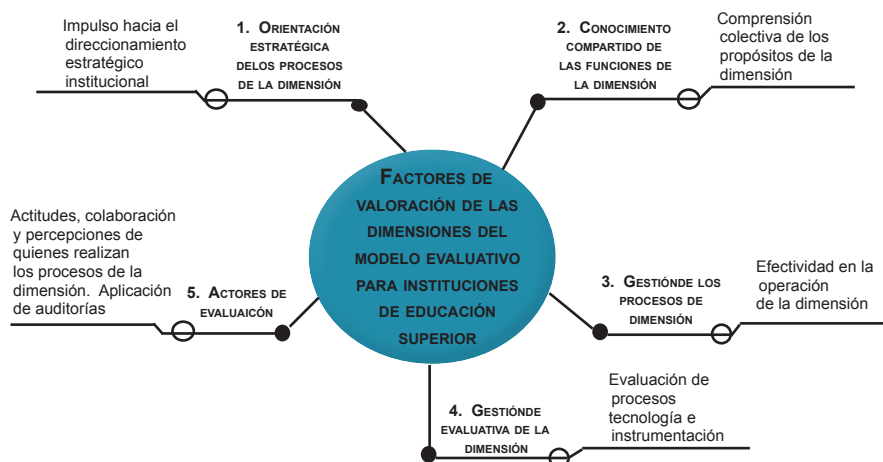 FACTORES DE
VALORACIÓN DE LAS
DIMENSIONES DEL
MODELO EVALUATIVO
PARA INSTITUCIONES
DE EDUCACIÓN
SUPERIOR
1. ORIENTACIÓN
ESTRATÉGICA
DELOS PROCESOS
DE LA DIMENSIÓN
Impulso hacia el
direccionamiento
estratégico
institucional
2. CONOCIMIENTO
COMPARTIDO DE
LAS FUNCIONES DE
LA DIMENSIÓN
Comprensión
colectiva de los
propósitos de la
dimensión
3. GESTIÓNDE LOS
PROCESOS DE
DIMENSIÓN
Efectividad en la
operación
de la dimensión
4. GESTIÓNDE
EVALUATIVA DE LA
DIMENSIÓN
Evaluación de
procesos
tecnología e
instrumentación
5. ACTORES DE
EVALUAICÓN
Actitudes, colaboración
y percepciones de
quienes realizan
los procesos de la
dimensión. Aplicación
de auditorías